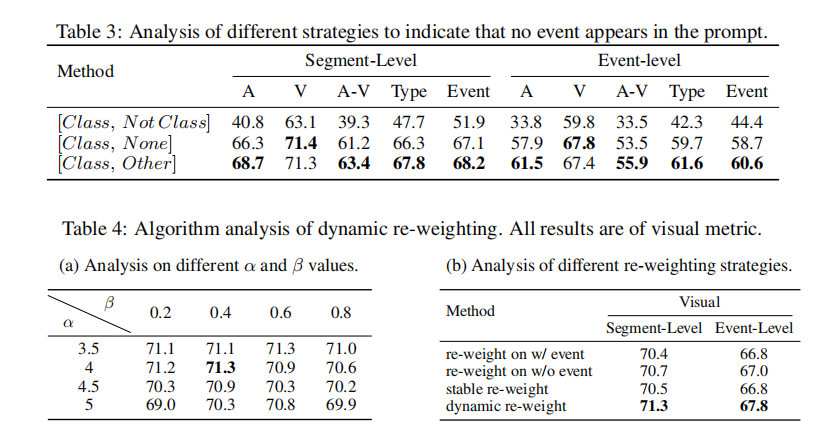 Table 3: Analysis of different strategies to indicate that no event appears in the prompt.
Method Segment-Level Event-level
A V A-V Type Event A V A-V Type Event
[Class, NotClass] 40.8 63.1 39.3 47.7 51.9 33.8 59.8 33.5 42.3 44.4
[Class, None] 66.3 71.4 61.2 66.3 67.1 57.9 67.8 53.5 59.7 58.7
[Class, Other] 68.7 71.3 63.4 67.8 68.2 61.5 67.4 55.9 61.6 60.6
Table 4: Algorithm analysis of dynamic re-weighting. All results are of visual metric.
(a) Analysis on different α and β values.
α β 0.2 0.4 0.6 0.8
3.5 71.1 71.1 71.3 71.0
4 71.2 71.3 70.9 70.6
4.5 70.3 70.9 70.3 70.2
5 69.0 70.3 70.8 69.9
(b) Analysis of different re-weighting strategies.
Method Visual
Segment-Level Event-Level
re-weight on w/ event 70.4 66.8
re-weight on w/o event 70.7 67.0
stable re-weight 70.5 66.8
dynamic re-weight 71.3 67.8